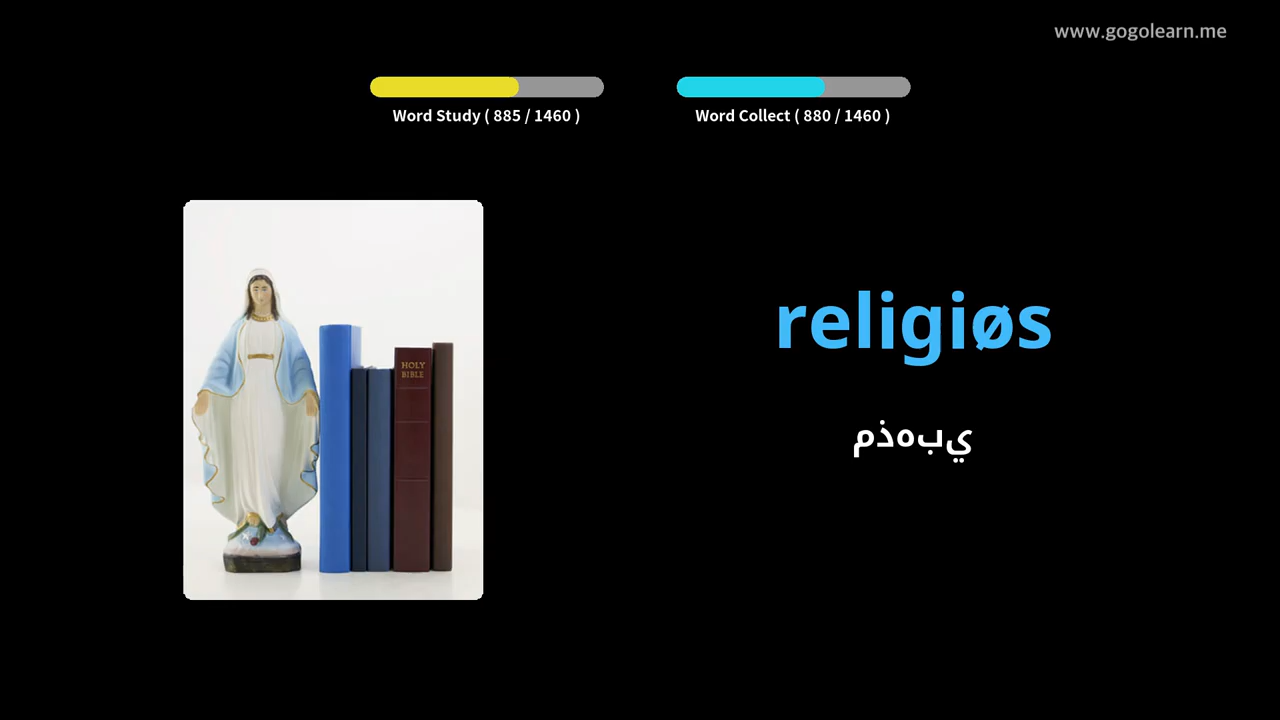 www.gogolearn.me
Word Study ( 885 / 1460 )
Word Collect ( 880 / 1460 )
HOLY
BIBLE
religiøs
مذهبي